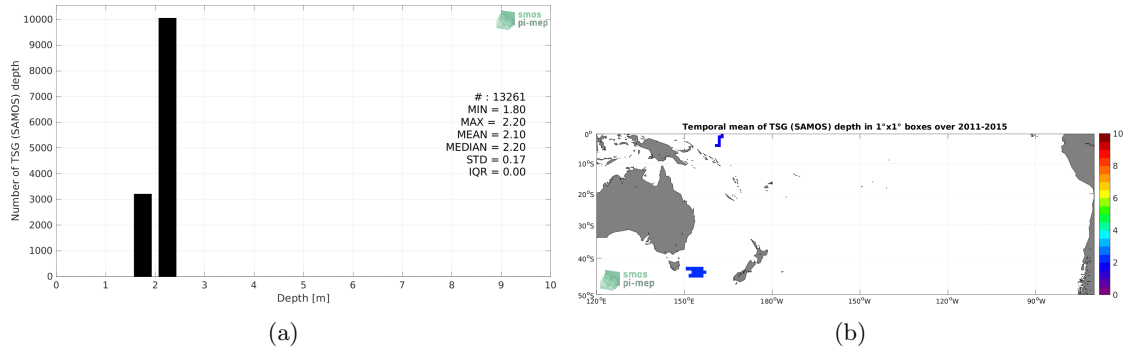 10000
9000
8000
7000
6000
5000
4000
3000
2000
1000
0
Number of TSG (SAMOS) depth
0 1 2 3 4 5 6 7 8 9 10
Depth [m]
smos
pi-mep
# : 13261
MIN = 1.80
MAX = 2.20
MEAN = 2.10
MEDIAN = 2.20
STD = 0.17
IQR = 0.00
(a)
Temporal mean of TSG (SAMOS) depth in 1°x1° boxes over 2011-2015
0°
10°S
20°S
30°S
40°S
50°S
120°E 150°E 180°W 150°W 120°W 90°W
smos
pi-mep
10
8
6
4
2
0
(b)